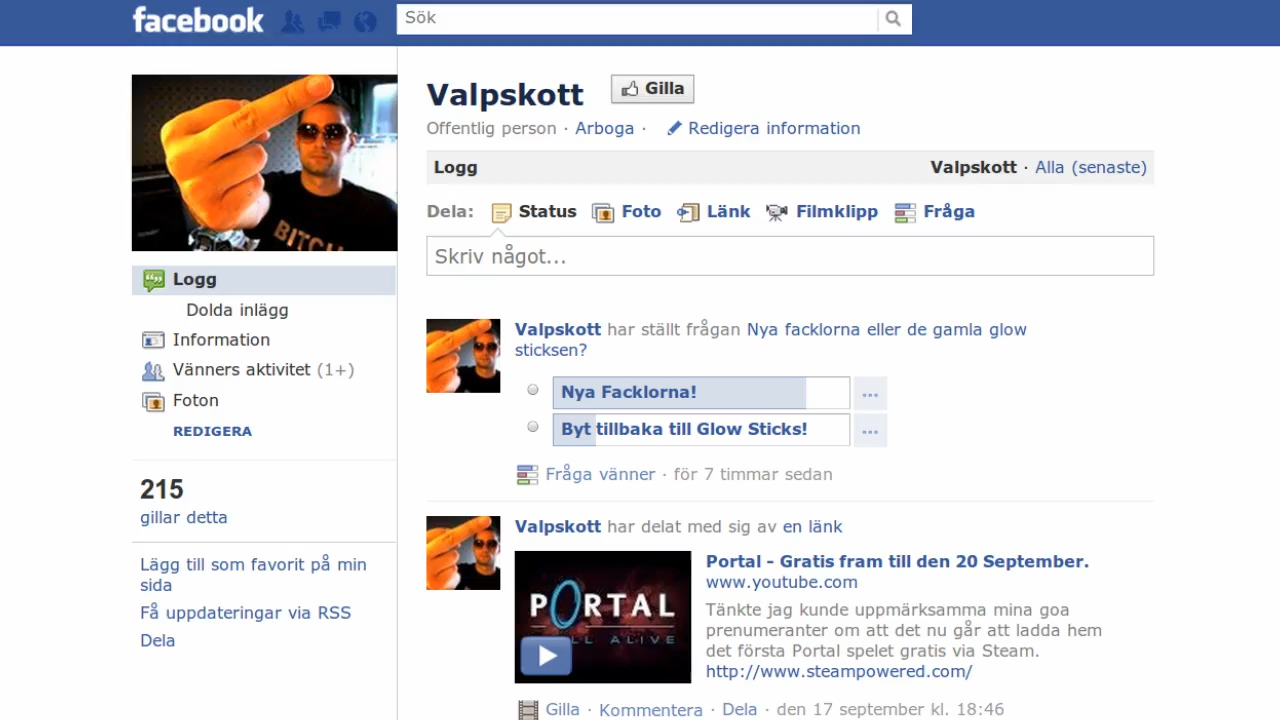 facebook
Sök
BITCH
Valpskott
Gilla
Offentlig person · Arboga ·
Redigera information
Logg
Valpskott · Alla (senaste)
Dela:
Status
Foto
Länk
Filmklipp
Fråga
Skriv något...
Logg
Dolda inlägg
Information
Vänners aktivitet (1+)
Foton
REDIGERA
215
gillar detta
Lägg till som favorit på min
sida
Få uppdateringar via RSS
Dela
Valpskott har ställt frågan Nya facklorna eller de gamla glow
sticksen?
Nya Facklorna!
...
Byt tillbaka till Glow Sticks!
...
Fråga vänner · för 7 timmar sedan
Valpskott har delat med sig av en länk
PORTAL
ALIVE
Portal - Gratis fram till den 20 September.
www.youtube.com
Tänkte jag kunde uppmärksamma mina goa
prenumeranter om att det nu går att ladda hem
det första Portal spelet gratis via Steam.
http://www.steampowered.com/
Gilla · Kommentera · Dela · den 17 september kl. 18:46